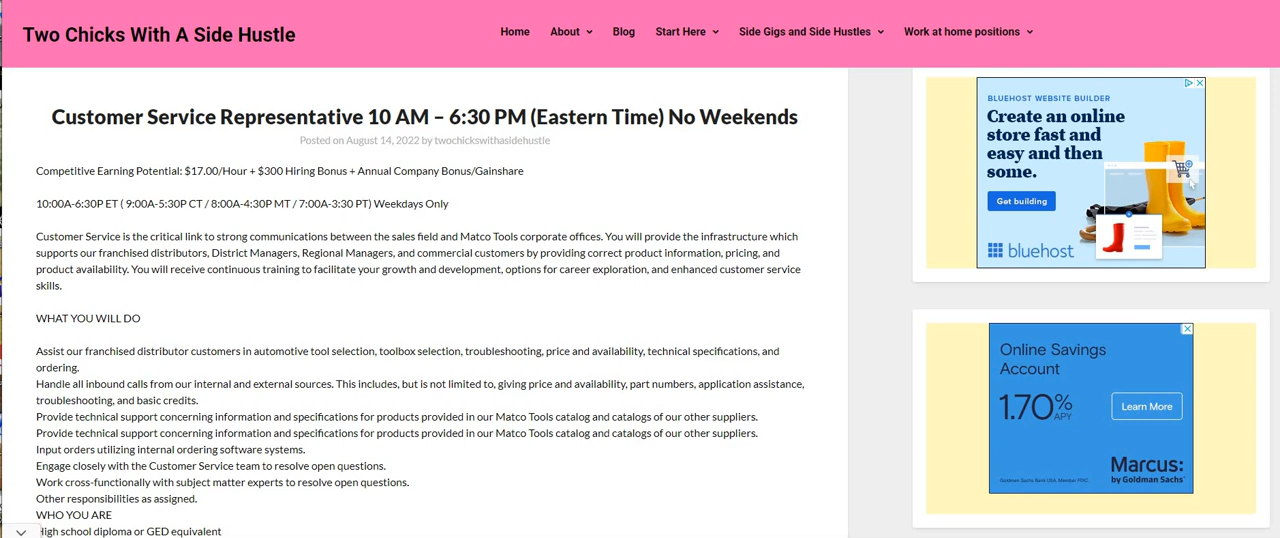 Two Chicks With A Side Hustle
Home About Blog Start Here Side Gigs and Side Hustles Work at home positions
Customer Service Representative 10 AM – 6:30 PM (Eastern Time) No Weekends
Posted on August 14, 2022 by twochickswithasidehustle
Competitive Earning Potential: $17.00/Hour + $300 Hiring Bonus + Annual Company Bonus/Gainshare
10:00A-6:30P ET ( 9:00A-5:30P CT / 8:00A-4:30P MT / 7:00A-3:30 PT) Weekdays Only
Customer Service is the critical link to strong communications between the sales field and Matco Tools corporate offices. You will provide the infrastructure which
supports our franchised distributors, District Managers, Regional Managers, and commercial customers by providing correct product information, pricing, and
product availability. You will receive continuous training to facilitate your growth and development, options for career exploration, and enhanced customer service
skills.
WHAT YOU WILL DO
Assist our franchised distributor customers in automotive tool selection, toolbox selection, troubleshooting, price and availability, technical specifications, and
ordering.
Handle all inbound calls from our internal and external sources. This includes, but is not limited to, giving price and availability, part numbers, application assistance,
troubleshooting, and basic credits.
Provide technical support concerning information and specifications for products provided in our Matco Tools catalog and catalogs of our other suppliers.
Provide technical support concerning information and specifications for products provided in our Matco Tools catalog and catalogs of our other suppliers.
Input orders utilizing internal ordering software systems.
Engage closely with the Customer Service team to resolve open questions.
Work cross-functionally with subject matter experts to resolve open questions.
Other responsibilities as assigned.
WHO YOU ARE
High school diploma or GED equivalent
BLUEHOST WEBSITE BUILDER
Create an online
store fast and
easy and then
some.
Get building
bluehost
Online Savings
Account
1.70% APY
Learn More
Marcus:
by Goldman Sachs®
Goldman Sachs Bank USA. Member FDIC.